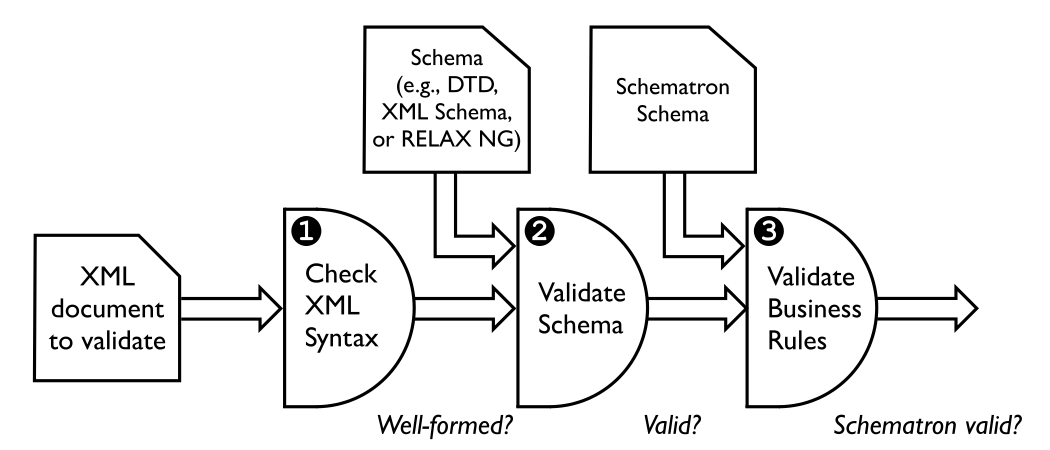 Schema
(e.g., DTD,
XML Schema,
or RELAX NG)
Schematron
Schema
XML
document
to validate
❶
Check
XML
Syntax
❷
Validate
Schema
❸
Validate
Business
Rules
Well-formed?
Valid?
Schematron valid?